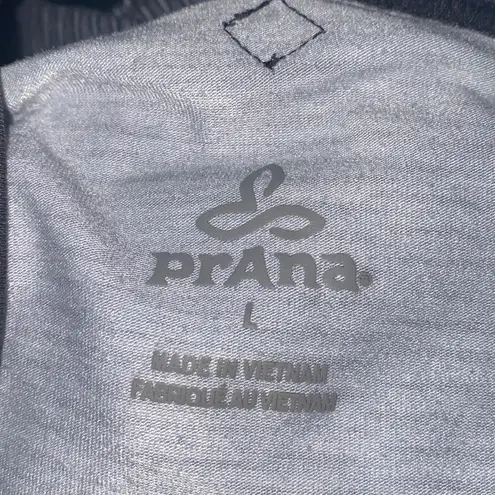 prAna®
L
MADE IN VIETNAM
FABRIQUÉ AU VIETNAM